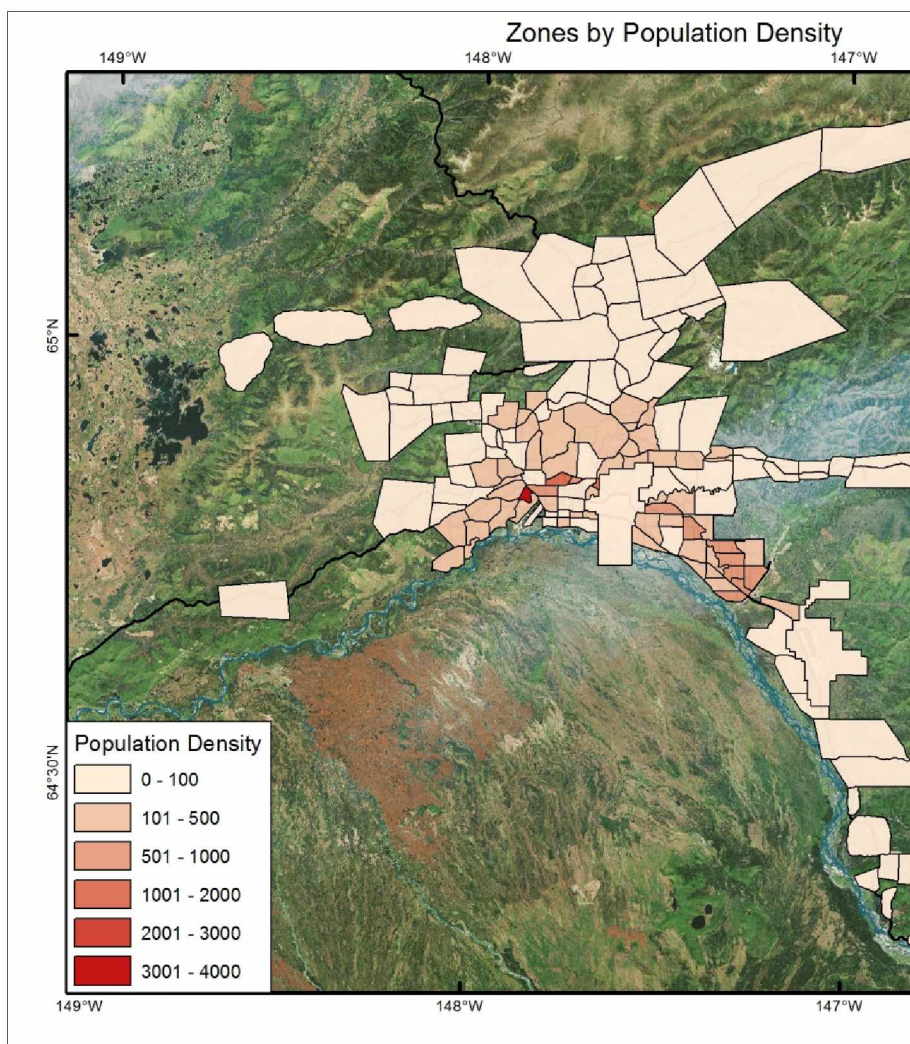 Zones by Population Density
149°W 148°W 147°W
65°N
64°30'N
Population Density
0 - 100
101 - 500
501 - 1000
1001 - 2000
2001 - 3000
3001 - 4000
149°W 148°W 147°W